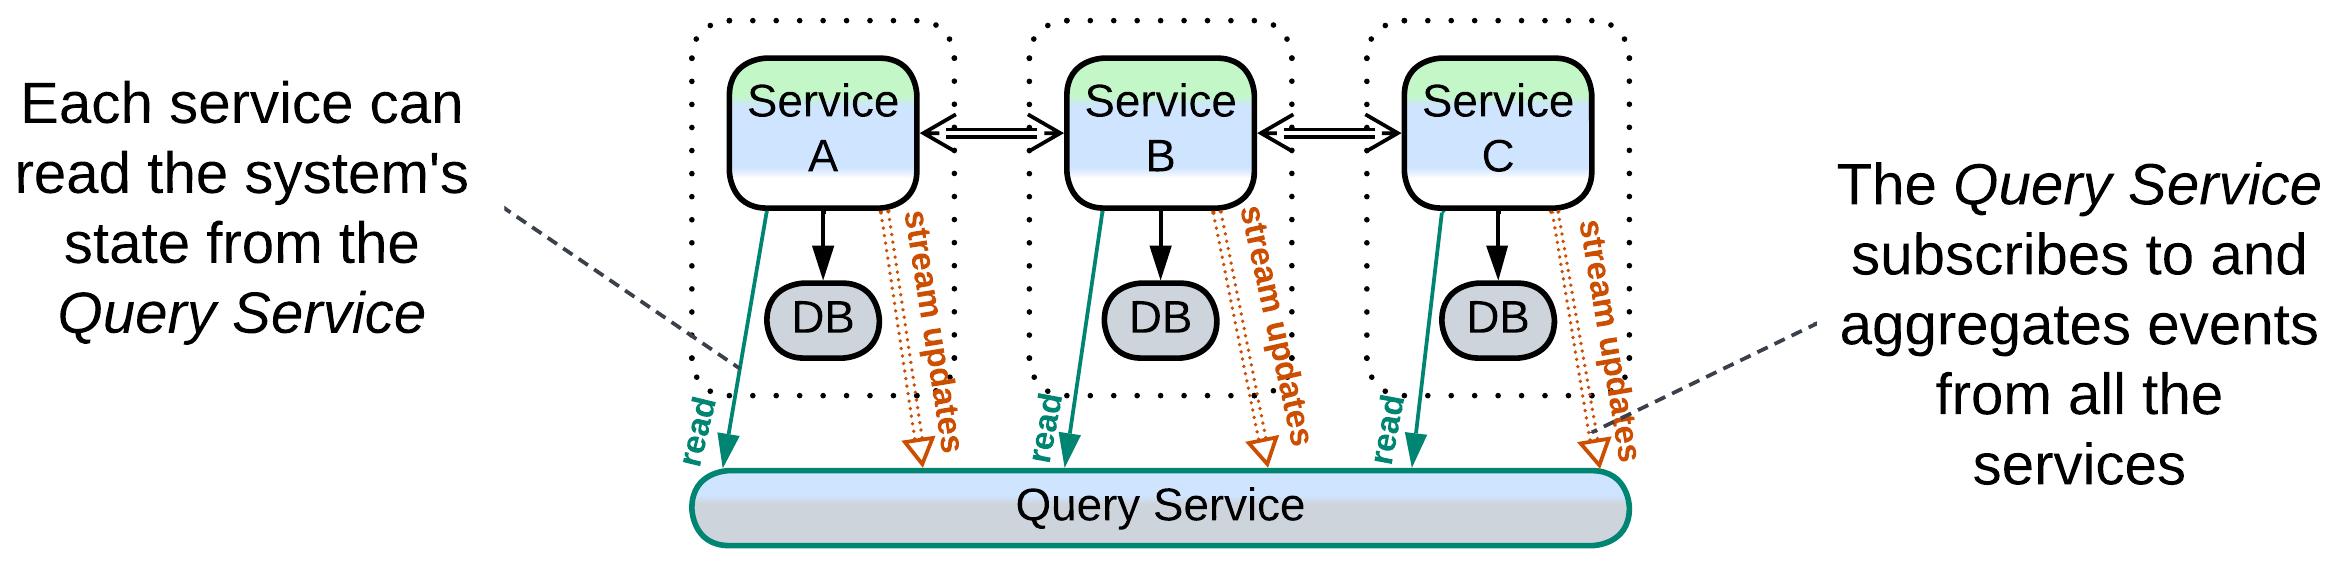 Each service can
read the system's
state from the
Query Service
Service
A
Service
B
Service
C
DB
DB
DB
read
stream updates
read
stream updates
read
stream updates
Query Service
The Query Service
subscribes to and
aggregates events
from all the
services